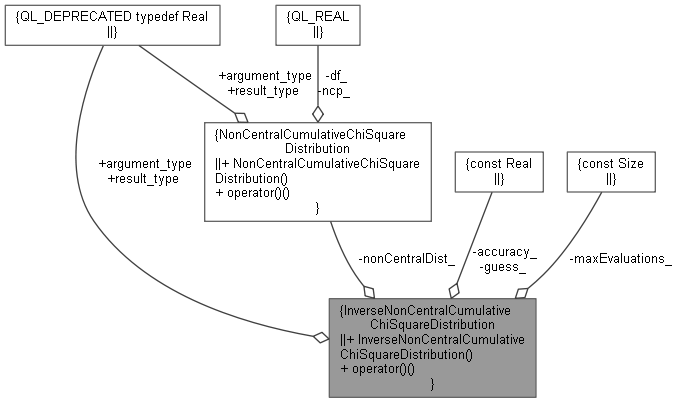 {QL_DEPRECATED typedef Real
||}
{QL_REAL
||}
+argument_type
+result_type
-df_
-ncp_
{NonCentralCumulativeChiSquare
Distribution
||+ NonCentralCumulativeChiSquare
Distribution()
+ operator()()
}
{const Real
||}
{const Size
||}
+argument_type
+result_type
-nonCentralDist_
-accuracy_
-guess_
-maxEvaluations_
{InverseNonCentralCumulative
ChiSquareDistribution
||+ InverseNonCentralCumulative
ChiSquareDistribution()
+ operator()()
}